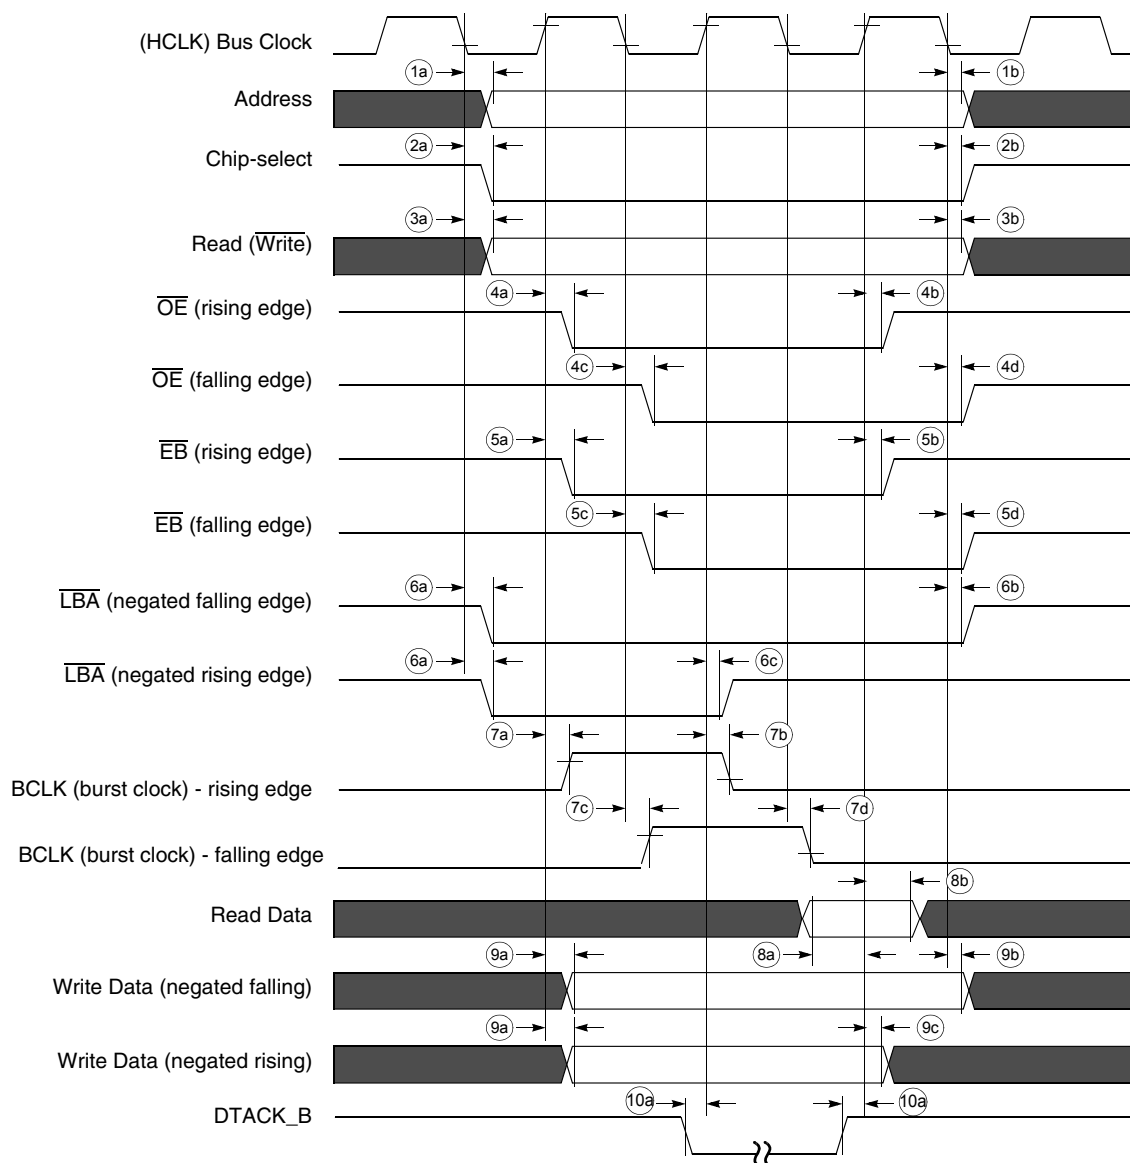 (HCLK) Bus Clock
1a 1b
Address
2a 2b
Chip-select
3a 3b
Read (Write)
4a 4b
OE (rising edge)
4c 4d
OE (falling edge)
5a 5b
EB (rising edge)
5c 5d
EB (falling edge)
6a 6b
LBA (negated falling edge)
6a 6c
LBA (negated rising edge)
7a 7b
BCLK (burst clock) - rising edge
7c 7d
BCLK (burst clock) - falling edge
8b
Read Data
9a 8a 9b
Write Data (negated falling)
9a 9c
Write Data (negated rising)
10a 10a
DTACK_B